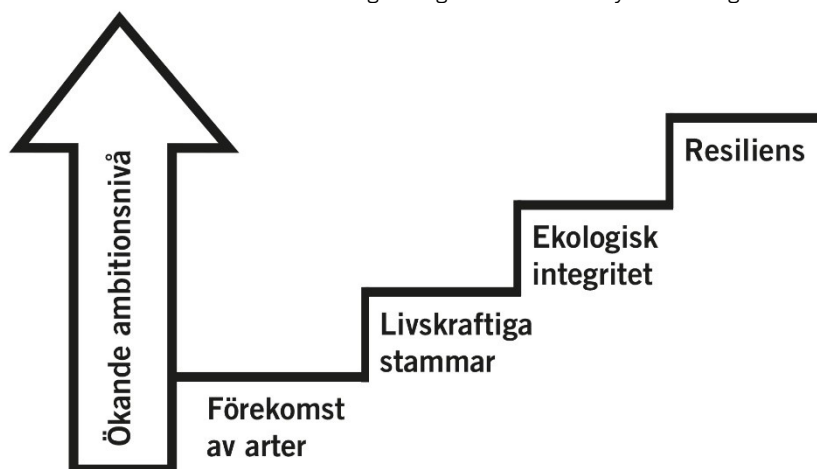 Ökande ambitionsnivå
Resiliens
Ekologisk
integritet
Livskraftiga
stammar
Förekomst
av arter